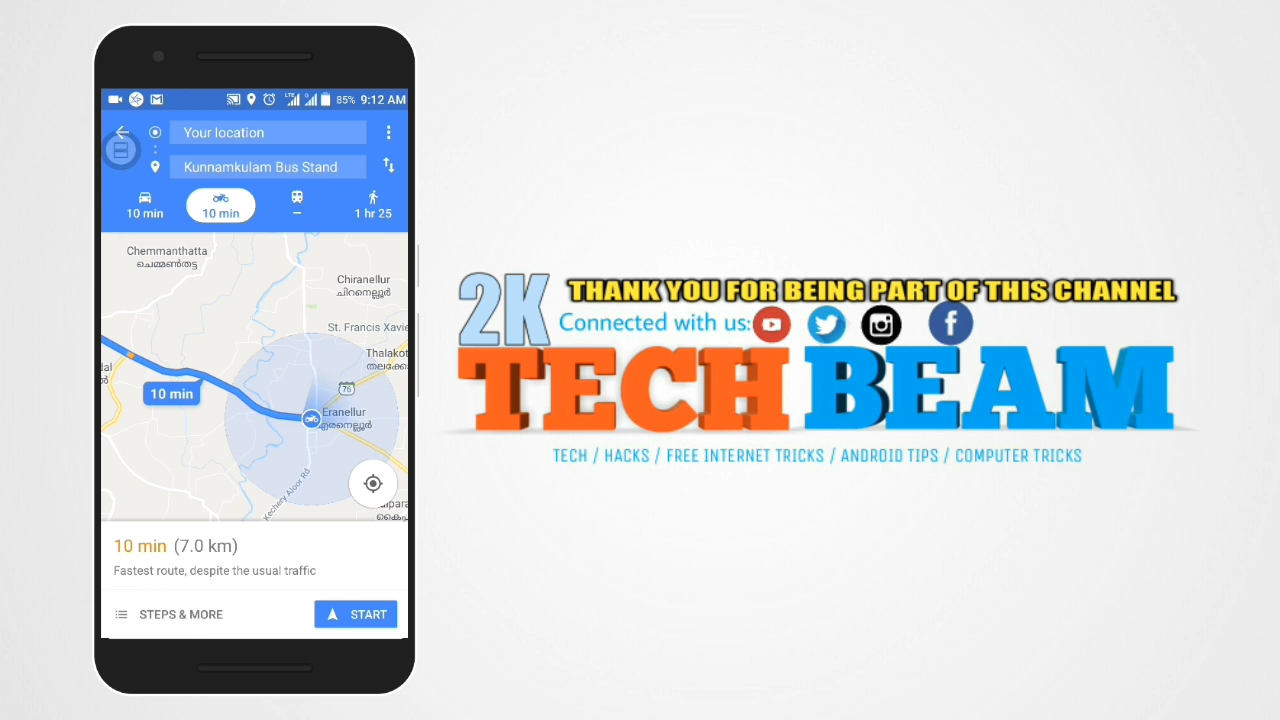 85% 9:12 AM
Your location
Kunnamkulam Bus Stand
10 min
10 min
1 hr 25
Chemmanthatta
ചെമ്മൺതട്ട
Chiranellur
ചിറനെല്ലൂർ
St. Francis Xavie
Thalakot
തലക്കോ
76
10 min
Eranellur
എരനെല്ലൂർ
Kechery Aloor Rd
10 min (7.0 km)
Fastest route, despite the usual traffic
STEPS & MORE
START
2K
THANK YOU FOR BEING PART OF THIS CHANNEL
Connected with us:
TECH BEAM
TECH / HACKS / FREE INTERNET TRICKS / ANDROID TIPS / COMPUTER TRICKS